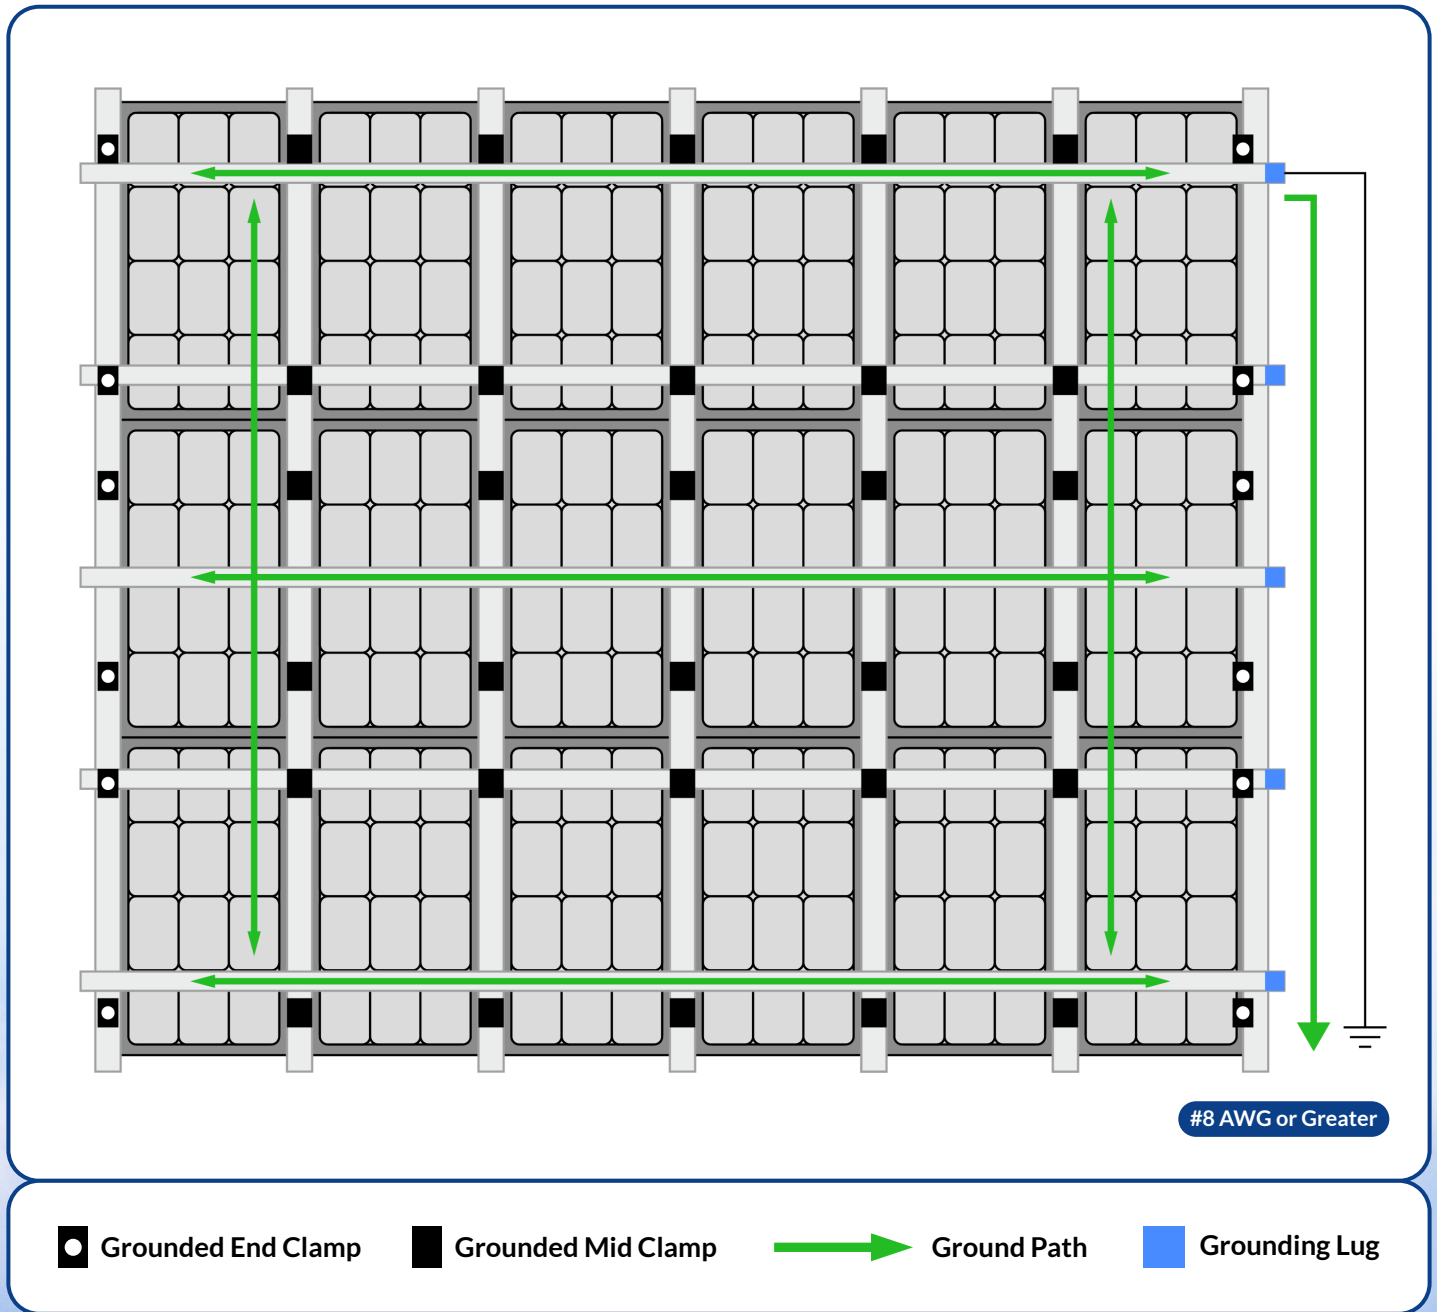 #8 AWG or Greater
Grounded End Clamp
Grounded Mid Clamp
Ground Path
Grounding Lug